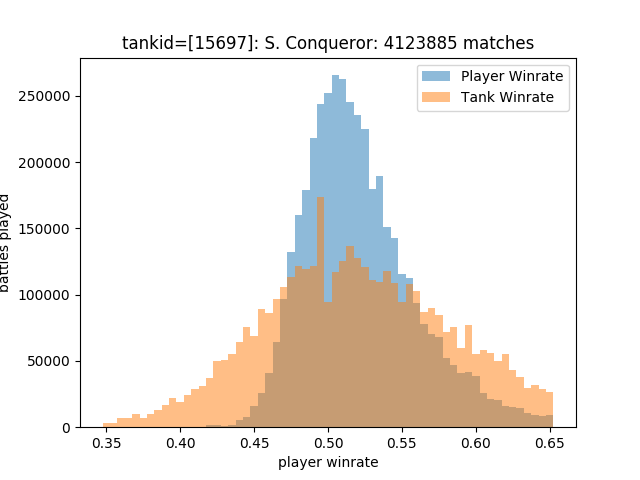 tankid=[15697]: S. Conqueror: 4123885 matches
Player Winrate
Tank Winrate
battles played
250000
200000
150000
100000
50000
0
0.35 0.40 0.45 0.50 0.55 0.60 0.65
player winrate